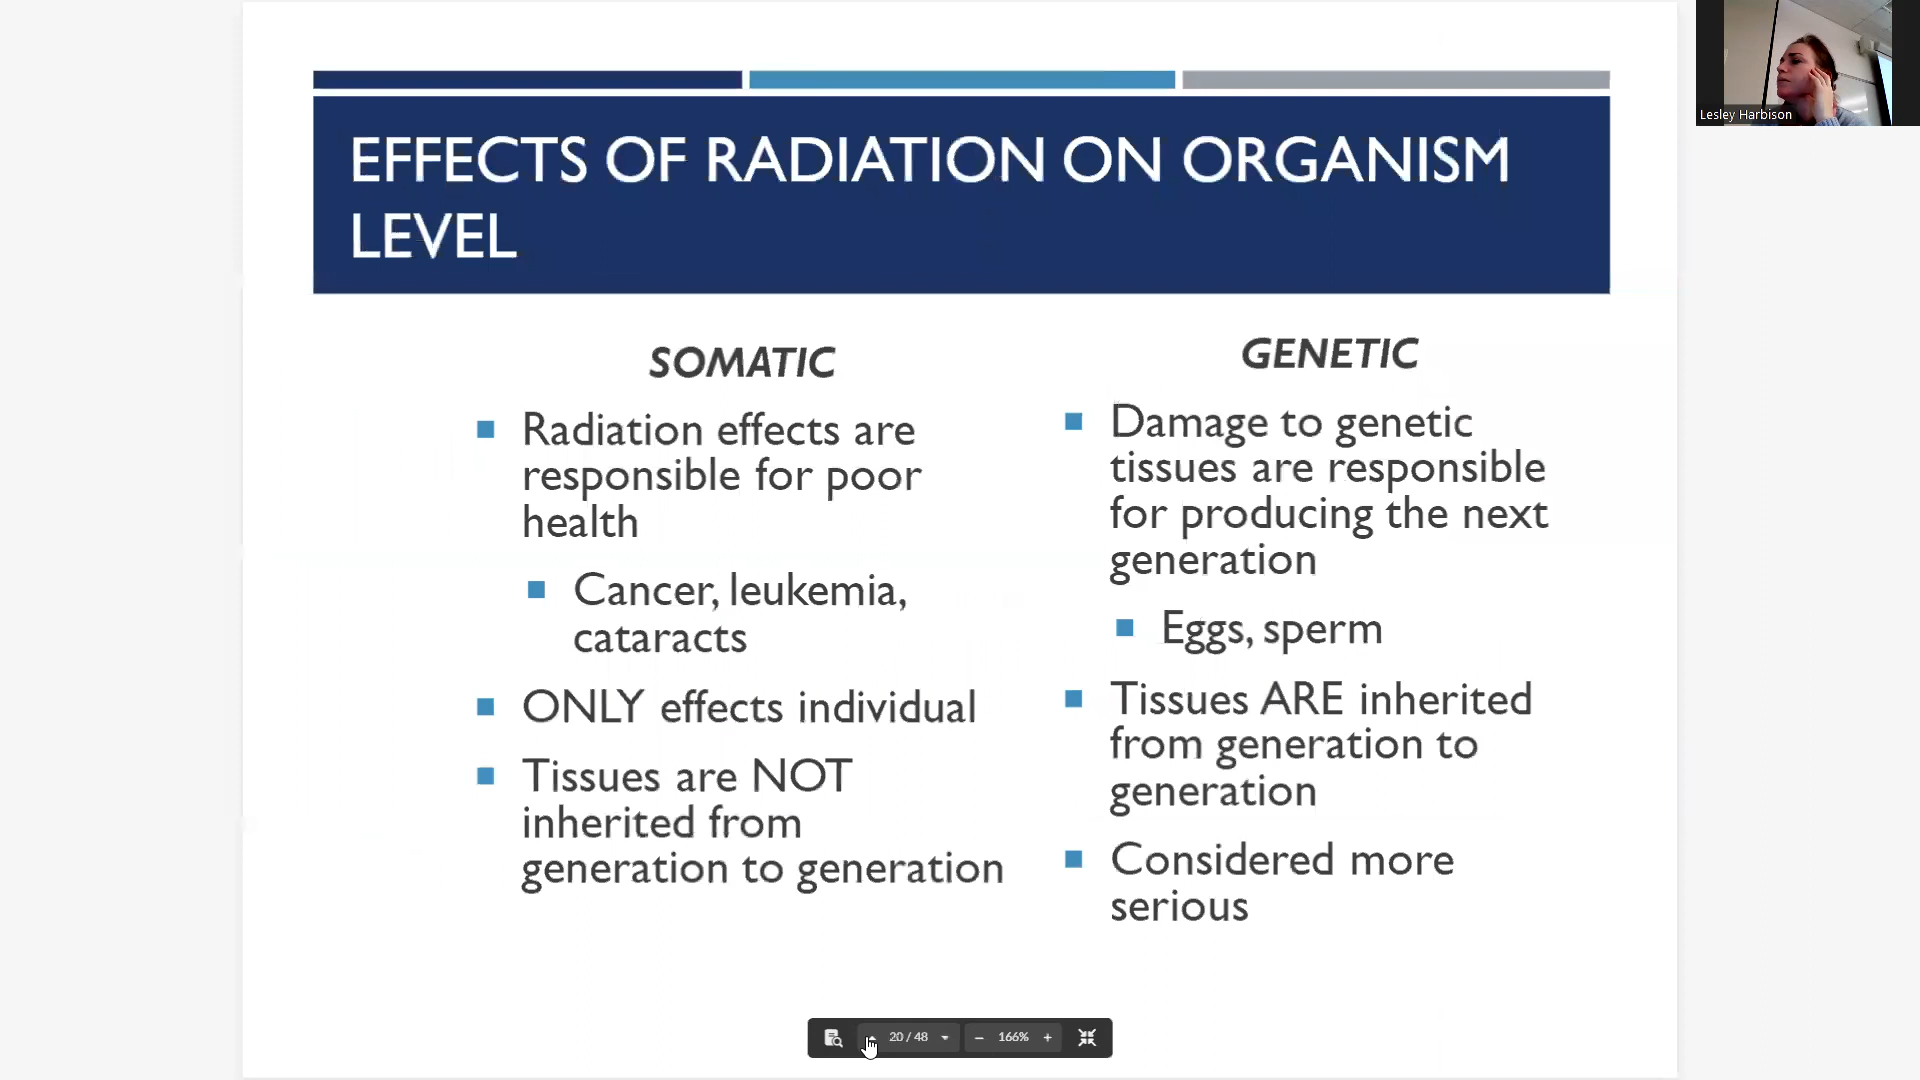 EFFECTS OF RADIATION ON ORGANISM
LEVEL
SOMATIC
Radiation effects are
responsible for poor
health
Cancer, leukemia,
cataracts
ONLY effects individual
Tissues are NOT
inherited from
generation to generation
GENETIC
Damage to genetic
tissues are responsible
for producing the next
generation
Eggs, sperm
Tissues ARE inherited
from generation to
generation
Considered more
serious
Lesley Harbison
20 / 48
166%